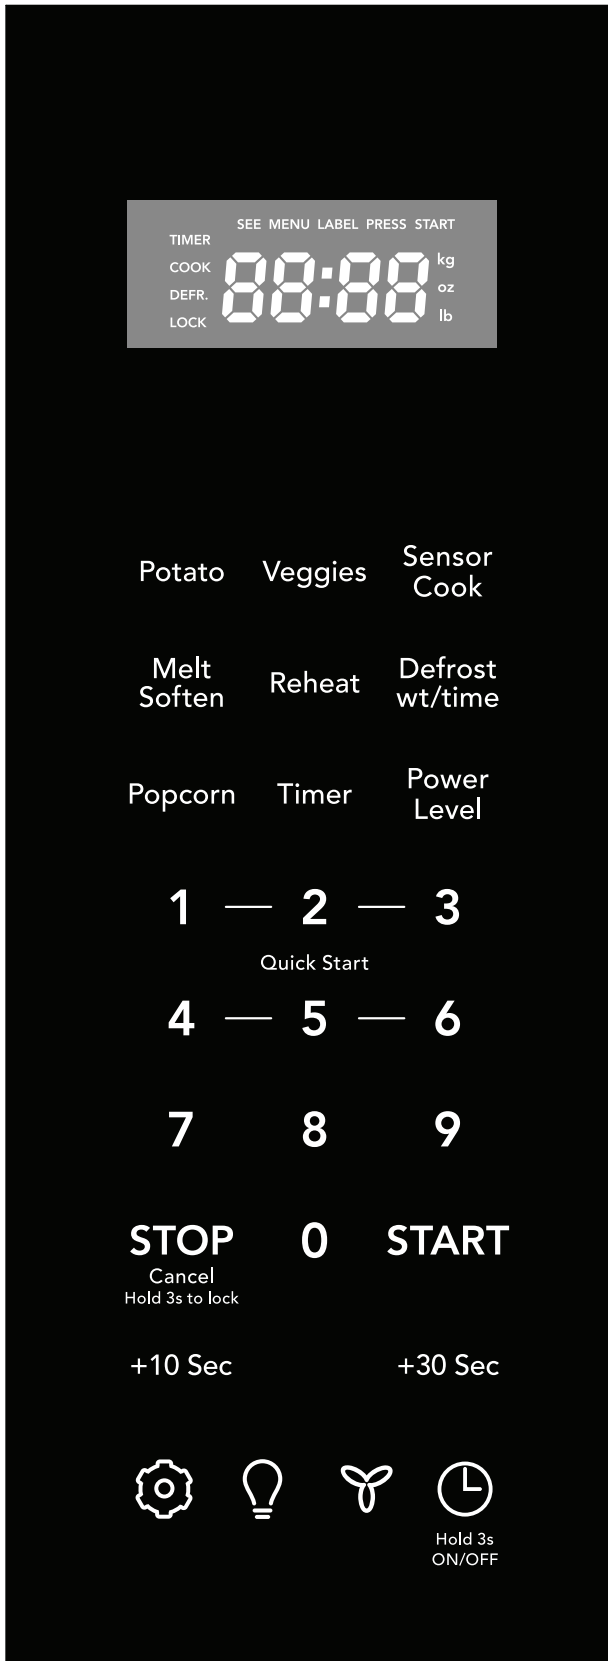 SEE MENU LABEL PRESS START
TIMER
COOK
DEFR.
LOCK
88:88
kg
oz
lb
Potato Veggies Sensor
Cook
Melt
Soften Reheat Defrost
wt/time
Popcorn Timer Power
Level
1 — 2 — 3
Quick Start
4 — 5 — 6
7 8 9
STOP 0 START
Cancel
Hold 3s to lock
+10 Sec +30 Sec
Hold 3s
ON/OFF